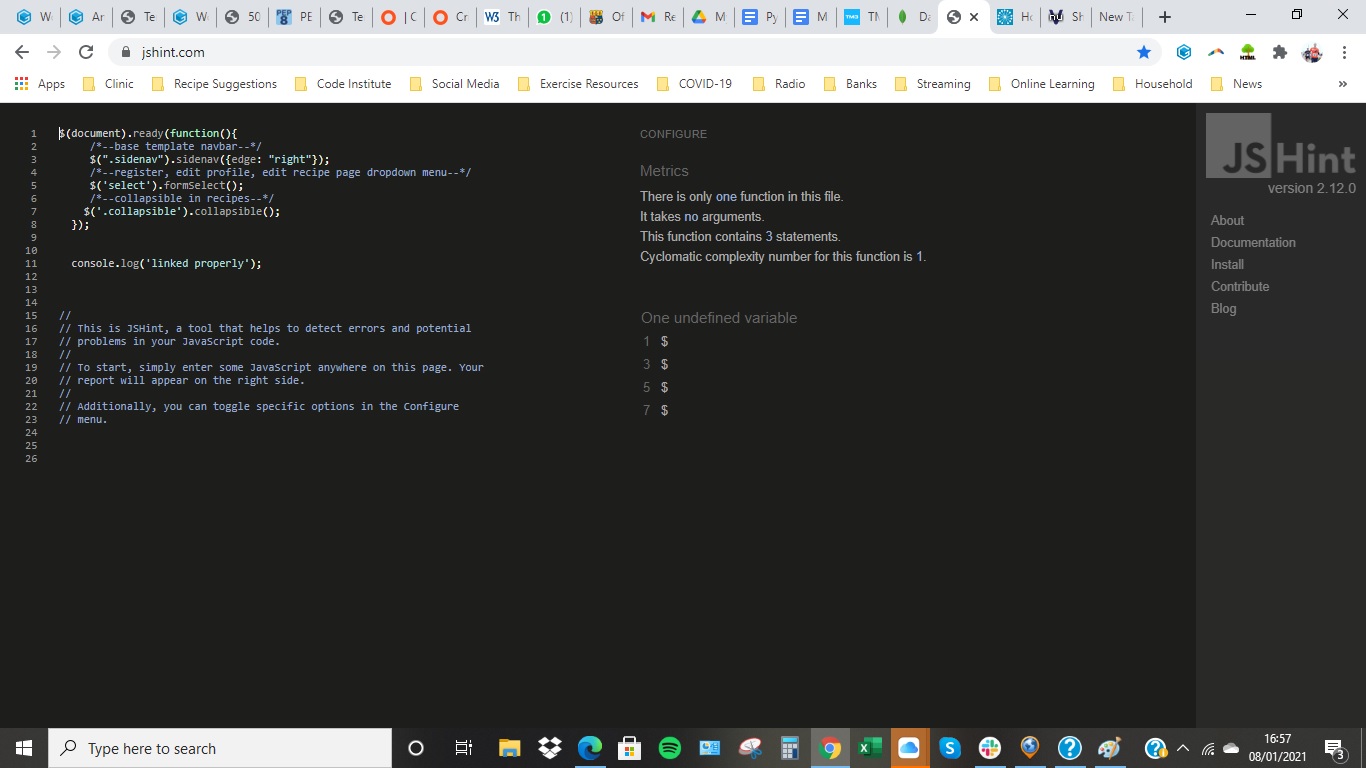 W
Ar
Te
W
50
PEP 8
PE
Te
| C
Cr
W3
Th
1
(1)
Of
Re
M
Py
M
TMD
Th
Da
Hc
Sh
New T
jshint.com
Apps
Clinic
Recipe Suggestions
Code Institute
Social Media
Exercise Resources
COVID-19
Radio
Banks
Streaming
Online Learning
Household
News
»
1 $(document).ready(function(){
2 /*--base template navbar--*/
3 $(".sidenav").sidenav({edge: "right"});
4 /*--register, edit profile, edit recipe page dropdown menu--*/
5 $('select').formSelect();
6 /*--collapsible in recipes--*/
7 $('.collapsible').collapsible();
8 });
9
10
11 console.log('linked properly');
12
13
14
15 //
16 // This is JSHint, a tool that helps to detect errors and potential
17 // problems in your JavaScript code.
18 //
19 // To start, simply enter some JavaScript anywhere on this page. Your
20 // report will appear on the right side.
21 //
22 // Additionally, you can toggle specific options in the Configure
23 // menu.
24
25
26
CONFIGURE
Metrics
There is only one function in this file.
It takes no arguments.
This function contains 3 statements.
Cyclomatic complexity number for this function is 1.
One undefined variable
1 $
3 $
5 $
7 $
JSHint
version 2.12.0
About
Documentation
Install
Contribute
Blog
Type here to search
16:57
08/01/2021
3